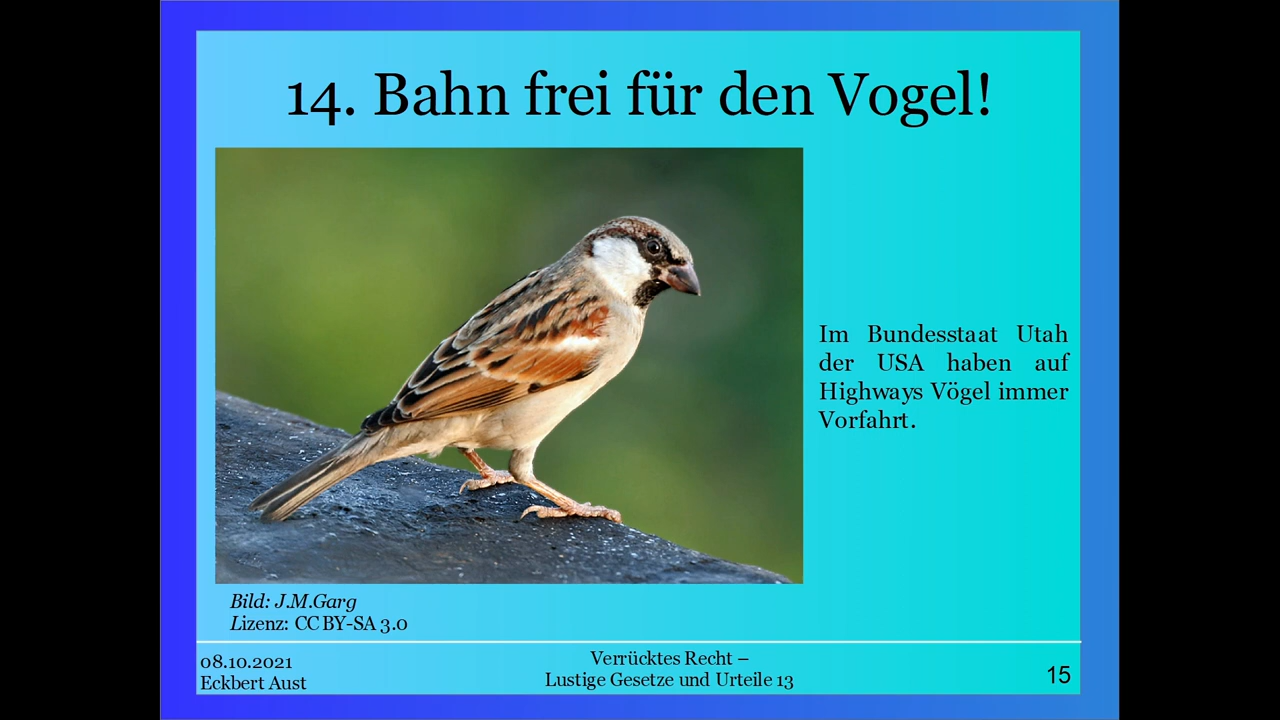 14. Bahn frei für den Vogel!
Im Bundesstaat Utah
der USA haben auf
Highways Vögel immer
Vorfahrt.
Bild: J.M.Garg
Lizenz: CC BY-SA 3.0
08.10.2021
Eckbert Aust
Verrücktes Recht –
Lustige Gesetze und Urteile 13
15